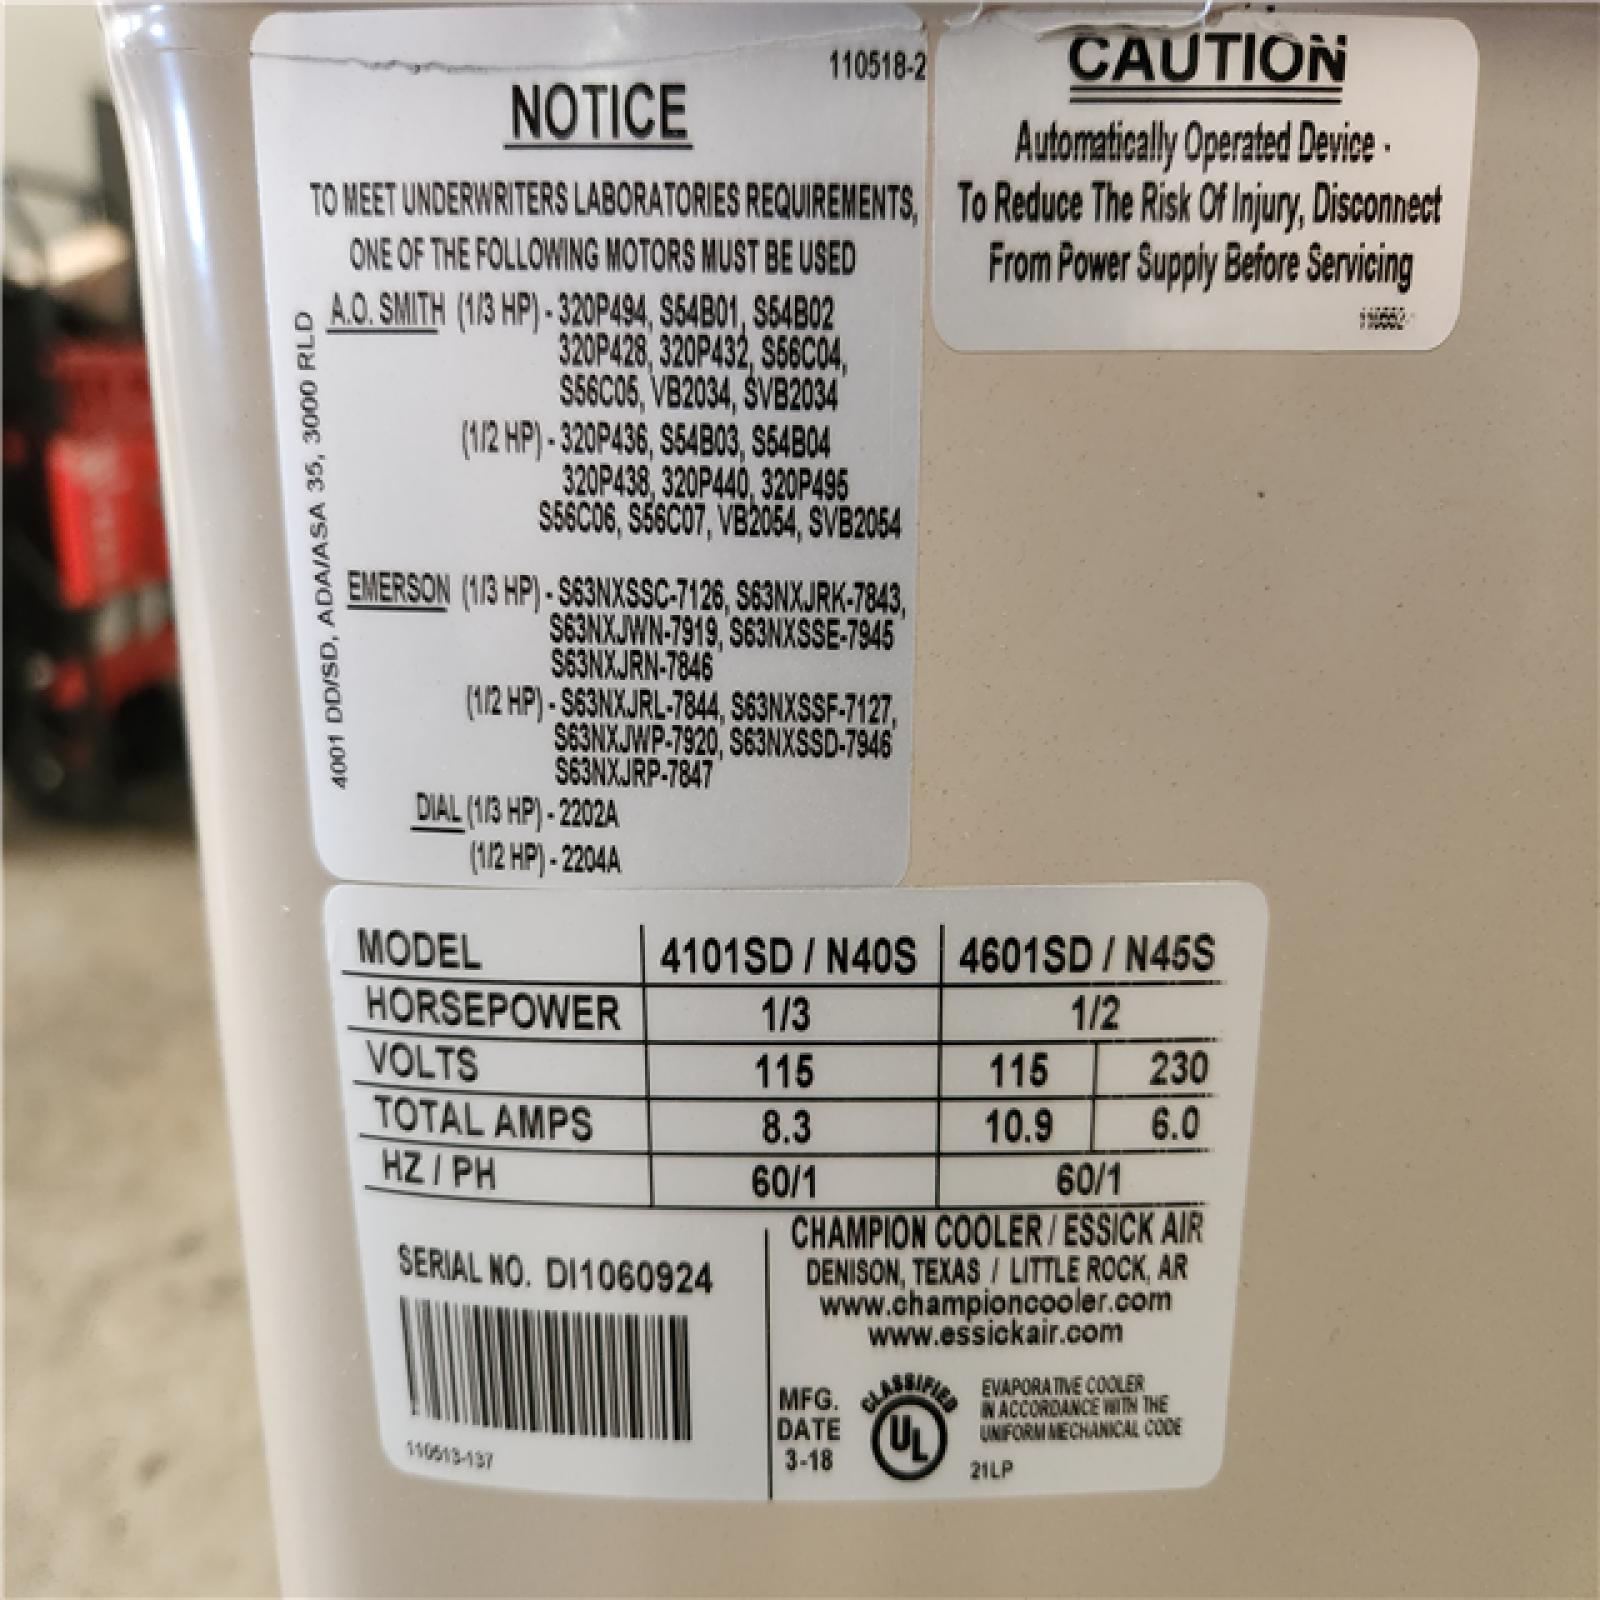 110518-2
NOTICE
TO MEET UNDERWRITERS LABORATORIES REQUIREMENTS,
ONE OF THE FOLLOWING MOTORS MUST BE USED
A.O. SMITH (1/3 HP) - 320P494, S54B01, S54B02
320P428, 320P432, S56C04,
S56C05, VB2034, SVB2034
(1/2 HP) - 320P436, S54B03, S54B04
320P438, 320P440, 320P495
S56C06, S56C07, VB2054, SVB2054
EMERSON (1/3 HP) - S63NXSSC-7126, S63NXJRK-7843,
S63NXJWN-7919, S63NXSSE-7945
S63NXJRN-7846
(1/2 HP) - S63NXJRL-7844, S63NXSSF-7127,
S63NXJWP-7920, S63NXSSD-7946
S63NXJRP-7847
DIAL (1/3 HP) - 2202A
(1/2 HP) - 2204A
4001 DD/SD, ADA/ASA 35, 3000 RLD
CAUTION
Automatically Operated Device -
To Reduce The Risk Of Injury, Disconnect
From Power Supply Before Servicing
MODEL 4101SD / N40S 4601SD / N45S
HORSEPOWER 1/3 1/2
VOLTS 115 115 230
TOTAL AMPS 8.3 10.9 6.0
HZ / PH 60/1 60/1
SERIAL NO. DI1060924
110513-137
CHAMPION COOLER / ESSICK AIR
DENISON, TEXAS / LITTLE ROCK, AR
www.championcooler.com
www.essickair.com
MFG.
DATE
3-18
CLASSIFIED
UL
EVAPORATIVE COOLER
IN ACCORDANCE WITH THE
UNIFORM MECHANICAL CODE
21LP